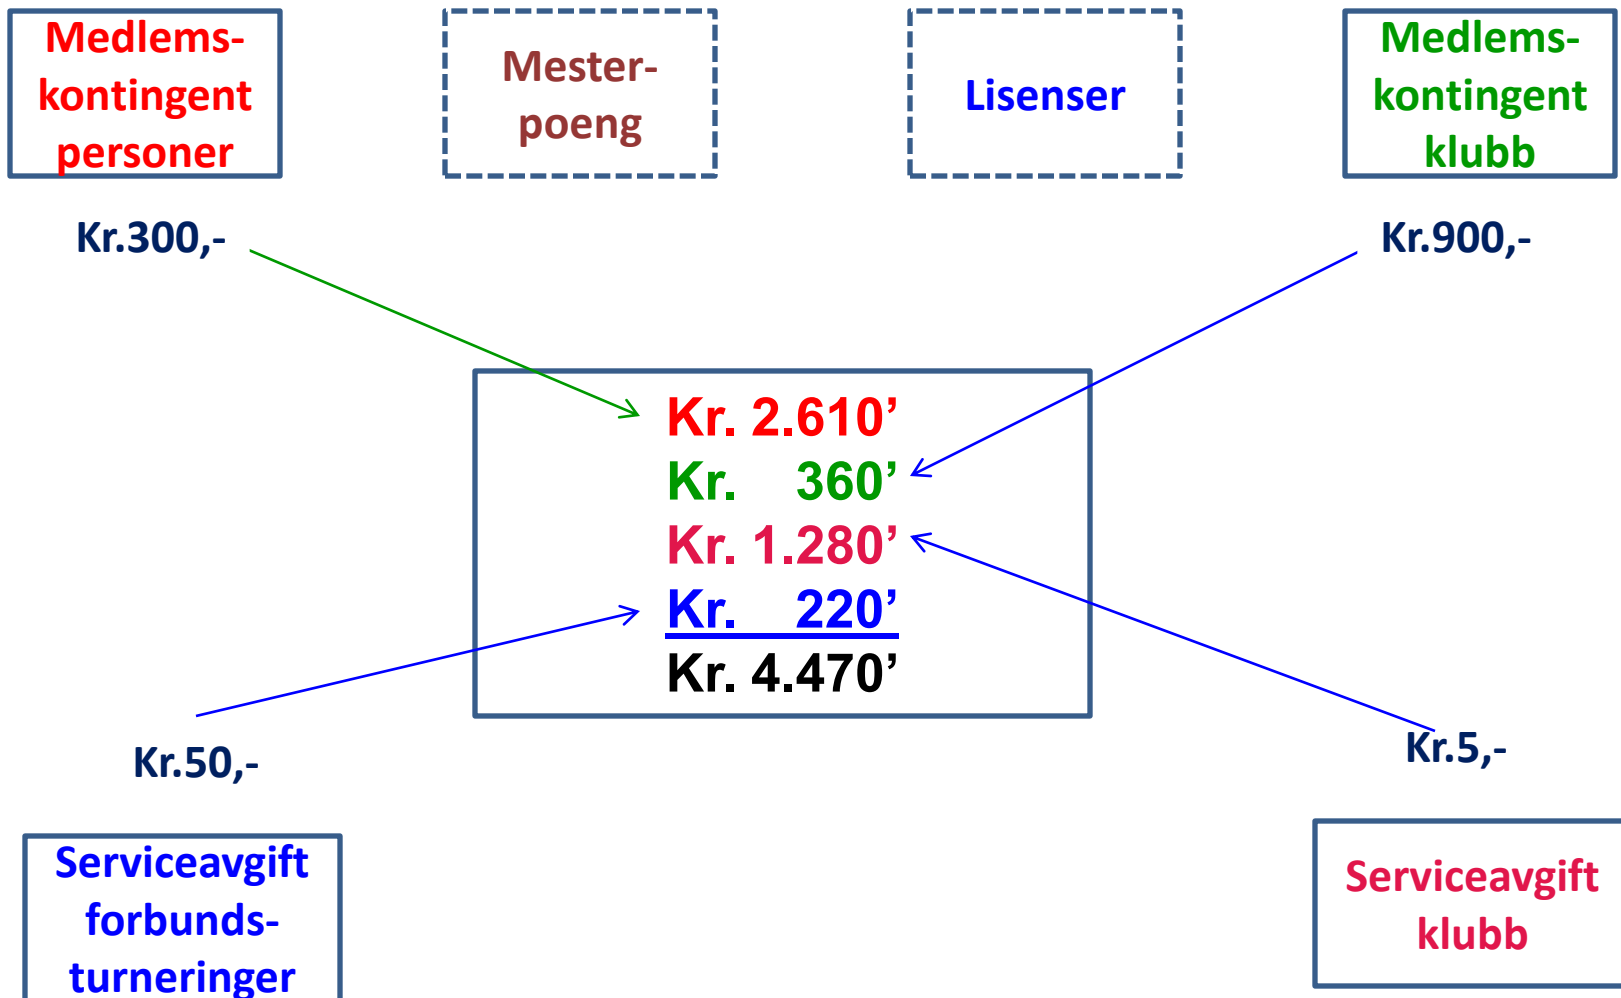 Medlems-
kontingent
personer
Mester-
poeng
Lisenser
Medlems-
kontingent
klubb
Kr.300,-
Kr.900,-
Kr. 2.610’
Kr. 360’
Kr. 1.280’
Kr. 220’
Kr. 4.470’
Kr.50,-
Kr.5,-
Serviceavgift
forbunds-
turneringer
Serviceavgift
klubb